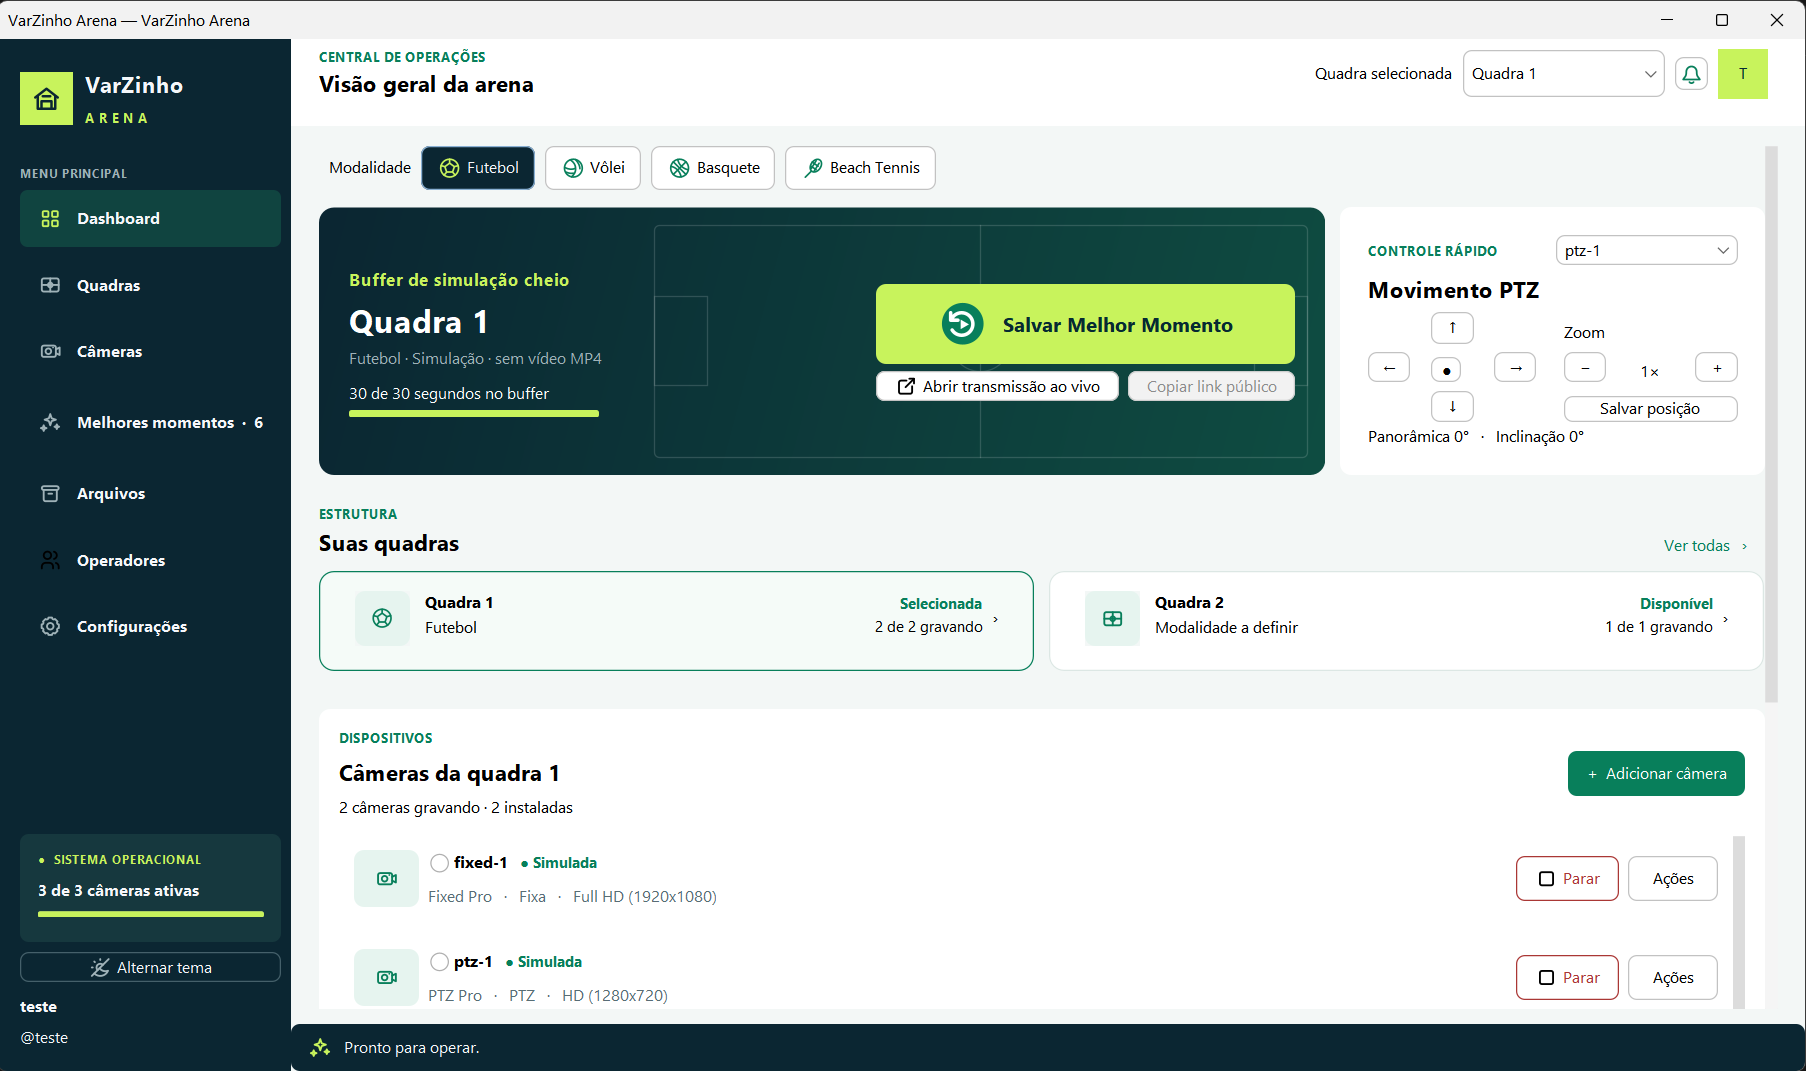 VarZinho Arena — VarZinho Arena
VarZinho
ARENA
MENU PRINCIPAL
Dashboard
Quadras
Câmeras
Melhores momentos · 6
Arquivos
Operadores
Configurações
● SISTEMA OPERACIONAL
3 de 3 câmeras ativas
Alternar tema
teste
@teste
CENTRAL DE OPERAÇÕES
Visão geral da arena
Quadra selecionada
Quadra 1
T
Modalidade
Futebol
Vôlei
Basquete
Beach Tennis
Buffer de simulação cheio
Quadra 1
Futebol · Simulação · sem vídeo MP4
30 de 30 segundos no buffer
Salvar Melhor Momento
Abrir transmissão ao vivo
Copiar link público
CONTROLE RÁPIDO
ptz-1
Movimento PTZ
↑
← ● →
↓
Zoom
− 1× +
Salvar posição
Panorâmica 0° · Inclinação 0°
ESTRUTURA
Suas quadras
Ver todas ›
Quadra 1
Futebol
Selecionada
2 de 2 gravando ›
Quadra 2
Modalidade a definir
Disponível
1 de 1 gravando ›
DISPOSITIVOS
Câmeras da quadra 1
2 câmeras gravando · 2 instaladas
+ Adicionar câmera
fixed-1 ● Simulada
Fixed Pro · Fixa · Full HD (1920x1080)
Parar
Ações
ptz-1 ● Simulada
PTZ Pro · PTZ · HD (1280x720)
Parar
Ações
Pronto para operar.